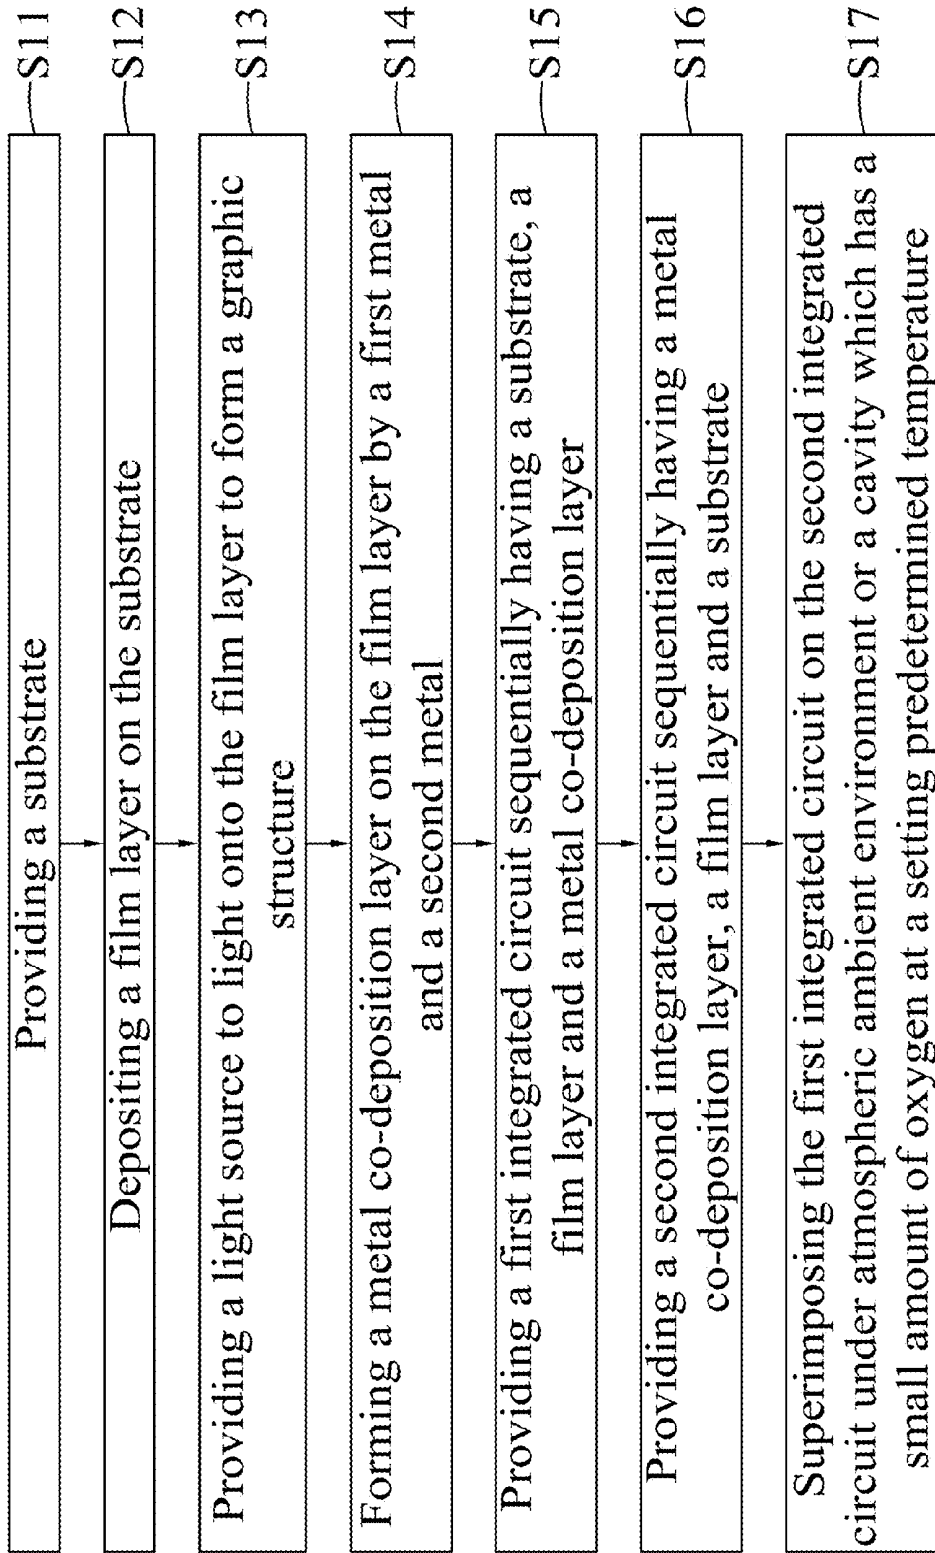 Providing a substrate
S11
Depositing a film layer on the substrate
S12
Providing a light source to light onto the film layer to form a graphic
structure
S13
Forming a metal co-deposition layer on the film layer by a first metal
and a second metal
S14
Providing a first integrated circuit sequentially having a substrate, a
film layer and a metal co-deposition layer
S15
Providing a second integrated circuit sequentially having a metal
co-deposition layer, a film layer and a substrate
S16
Superimposing the first integrated circuit on the second integrated
circuit under atmospheric ambient environment or a cavity which has a
small amount of oxygen at a setting predetermined temperature
S17